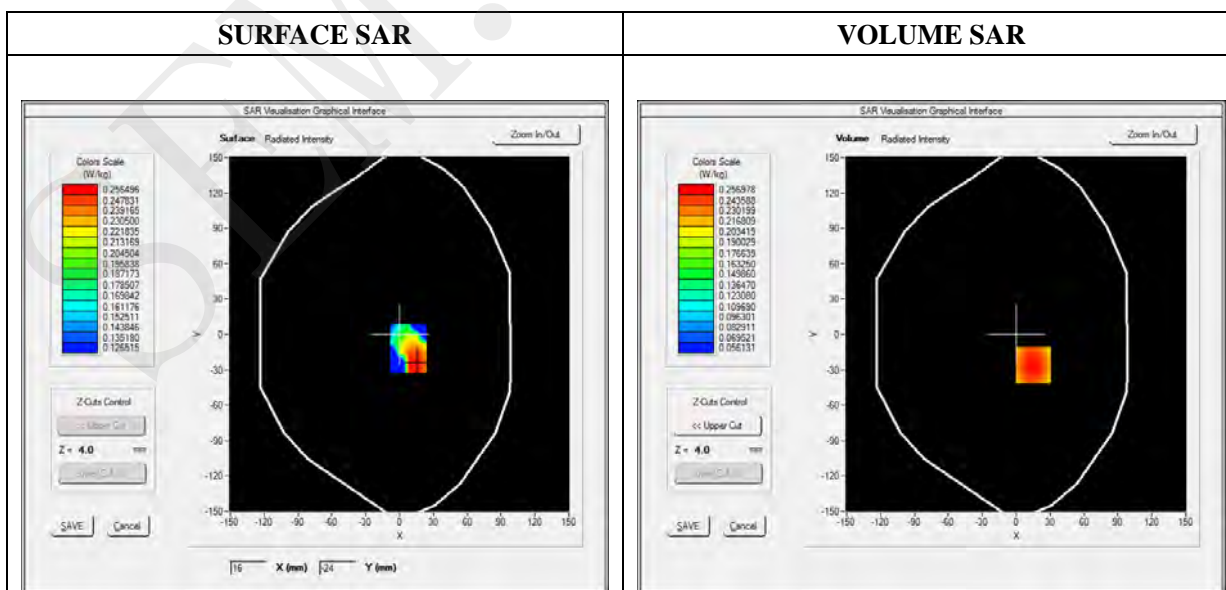 SURFACE SAR
VOLUME SAR
SAR Visualisation Graphical Interface
Surface Radiated Intensity
Zoom In/Out
Colors Scale
(W/kg)
0.256496
0.247831
0.239165
0.230500
0.221835
0.213169
0.204504
0.195838
0.187173
0.178507
0.169842
0.161176
0.152511
0.143846
0.135180
0.126515
Z-Cuts Control
<< Upper Cut
Z = 4.0 mm
SAVE Cancel
150
120
90
60
30
0
-30
-60
-90
-120
-150
Y
-150 -120 -90 -60 -30 0 30 60 90 120 150
X
16 X (mm) -24 Y (mm)
SAR Visualisation Graphical Interface
Volume Radiated Intensity
Zoom In/Out
Colors Scale
(W/kg)
0.256978
0.243588
0.230199
0.216809
0.203419
0.190029
0.176639
0.163250
0.149860
0.136470
0.123080
0.109690
0.096301
0.082911
0.069521
0.056131
Z-Cuts Control
<< Upper Cut
Z = 4.0 mm
SAVE Cancel
150
120
90
60
30
0
-30
-60
-90
-120
-150
Y
-150 -120 -90 -60 -30 0 30 60 90 120 150
X
SEM.